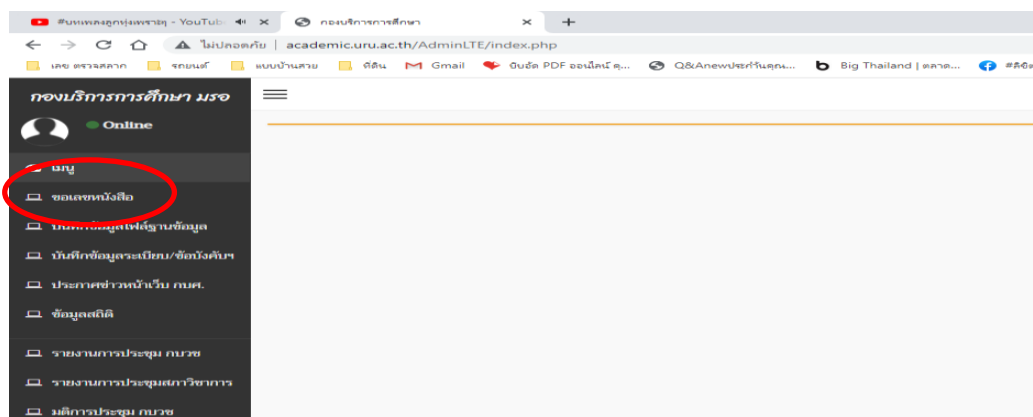 #บทเพลงลูกทุ่งเพราะๆ - YouTub
กองบริการการศึกษา
ไม่ปลอดภัย | academic.uru.ac.th/AdminLTE/index.php
เลข ตรวจสลาก
รถยนต์
แบบบ้านสวย
ที่ดิน
Gmail
บีบอัด PDF ออนไลน์ ดุ...
Q&Anewประกันคุณ...
Big Thailand | ตลาด...
กองบริการการศึกษา มรอ
Online
เมนู
ขอเลขหนังสือ
บันทึกข้อมูลไฟล์ฐานข้อมูล
บันทึกข้อมูลระเบียบ/ข้อบังคับฯ
ประกาศข่าวหน้าเว็บ กบศ.
ข้อมูลสถิติ
รายงานการประชุม กบวช
รายงานการประชุมสภาวิชาการ
มติการประชุม กบวช